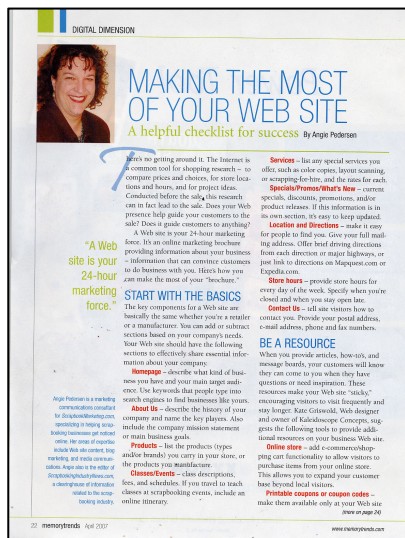 DIGITAL DIMENSION
MAKING THE MOST
OF YOUR WEB SITE
A helpful checklist for success By Angie Pedersen
There's no getting around it. The Internet is
a common tool for shopping research – to
compare prices and choices, for store loca-
tions and hours, and for project ideas.
Conducted before the sale, this research
can in fact lead to the sale. Does your Web
presence help guide your customers to the
sale? Does it guide customers to anything?
A Web site is your 24-hour marketing
force. It's an online marketing brochure
providing information about your business
– information that can convince customers
to do business with you. Here's how you
can make the most of your "brochure."
"A Web
site is your
24-hour
marketing
force."
START WITH THE BASICS
The key components for a Web site are
basically the same whether you're a retailer
or a manufacturer. You can add or subtract
sections based on your company's needs.
Your Web site should have the following
sections to effectively share essential infor-
mation about your company:
Homepage – describe what kind of busi-
ness you have and your main target audi-
ence. Use keywords that people type into
search engines to find businesses like yours.
About Us – describe the history of your
company and name the key players. Also
include the company mission statement
or main business goals.
Products – list the products (types
and/or brands) you carry in your store, or
the products you manufacture.
Classes/Events – class descriptions,
fees, and schedules. If you travel to teach
classes at scrapbooking events, include an
online itinerary.
Angie Pedersen is a marketing
communications consultant
for ScrapbookMarketing.com,
specializing in helping scrap-
booking businesses get noticed
online. Her areas of expertise
include Web site content, blog
marketing, and media communi-
cations. Angie also is the editor of
ScrapbookingIndustryNews.com,
a clearinghouse of information
related to the scrap-
booking industry.
Services – list any special services you
offer, such as color copies, layout scanning,
or scrapping-for-hire, and the rates for each.
Specials/Promos/What's New – current
specials, discounts, promotions, and/or
product releases. If this information is in
its own section, it's easy to keep updated.
Location and Directions – make it easy
for people to find you. Give your full mail-
ing address. Offer brief driving directions
from each direction or major highways, or
just link to directions on Mapquest.com or
Expedia.com.
Store hours – provide store hours for
every day of the week. Specify when you're
closed and when you stay open late.
Contact Us – tell site visitors how to
contact you. Provide your postal address,
e-mail address, phone and fax numbers.
BE A RESOURCE
When you provide articles, how-to's, and
message boards, your customers will know
they can come to you when they have
questions or need inspiration. These
resources make your Web site "sticky,"
encouraging visitors to visit frequently and
stay longer. Kate Griswold, Web designer
and owner of Kaleidoscope Concepts, sug-
gests the following tools to provide addi-
tional resources on your business Web site.
Online store – add e-commerce/shop-
ping cart functionality to allow visitors to
purchase items from your online store.
This allows you to expand your customer
base beyond local visitors.
Printable coupons or coupon codes –
make them available only at your Web site
(more on page 24)
22 memorytrends April 2007
www.memorytrends.com